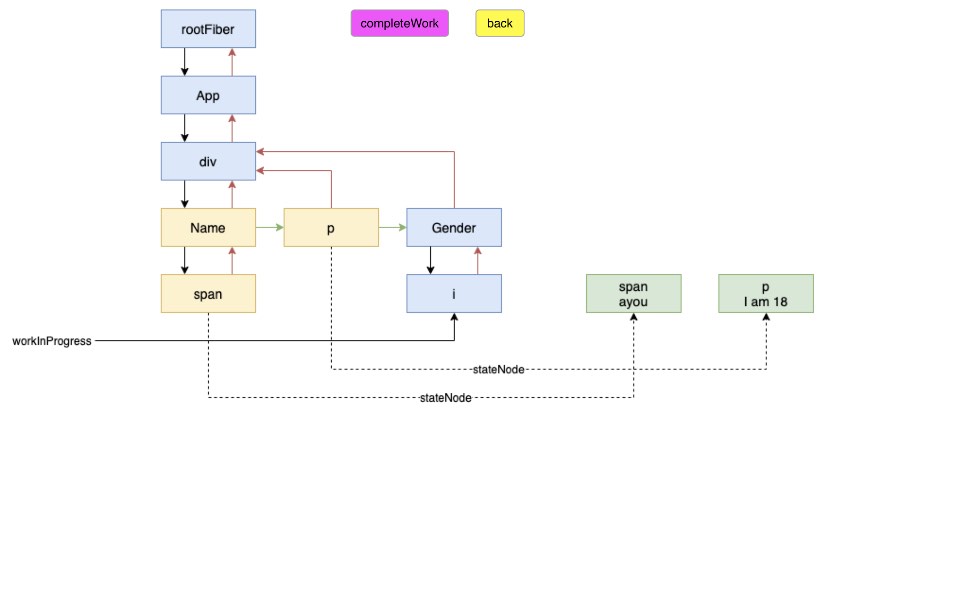 rootFiber
completeWork
back
App
div
Name
p
Gender
span
i
span
ayou
p
I am 18
workInProgress
stateNode
stateNode